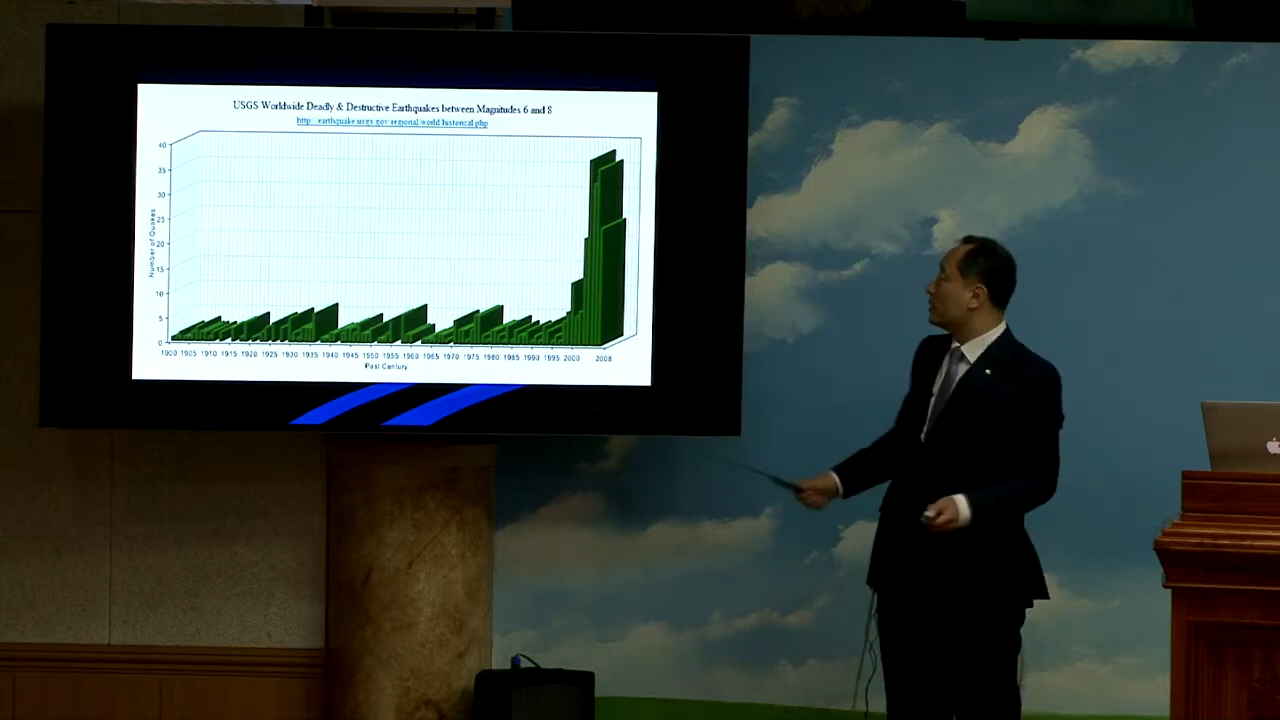 USGS Worldwide Deadly & Destructive Earthquakes between Magnitudes 6 and 8
http://earthquake.usgs.gov/regional/world/historical.php
40
35
30
25
20
15
10
5
0
Number of Quakes
1900 1905 1910 1915 1920 1925 1930 1935 1940 1945 1950 1955 1960 1965 1970 1975 1980 1985 1990 1995 2000 2008
Past Century